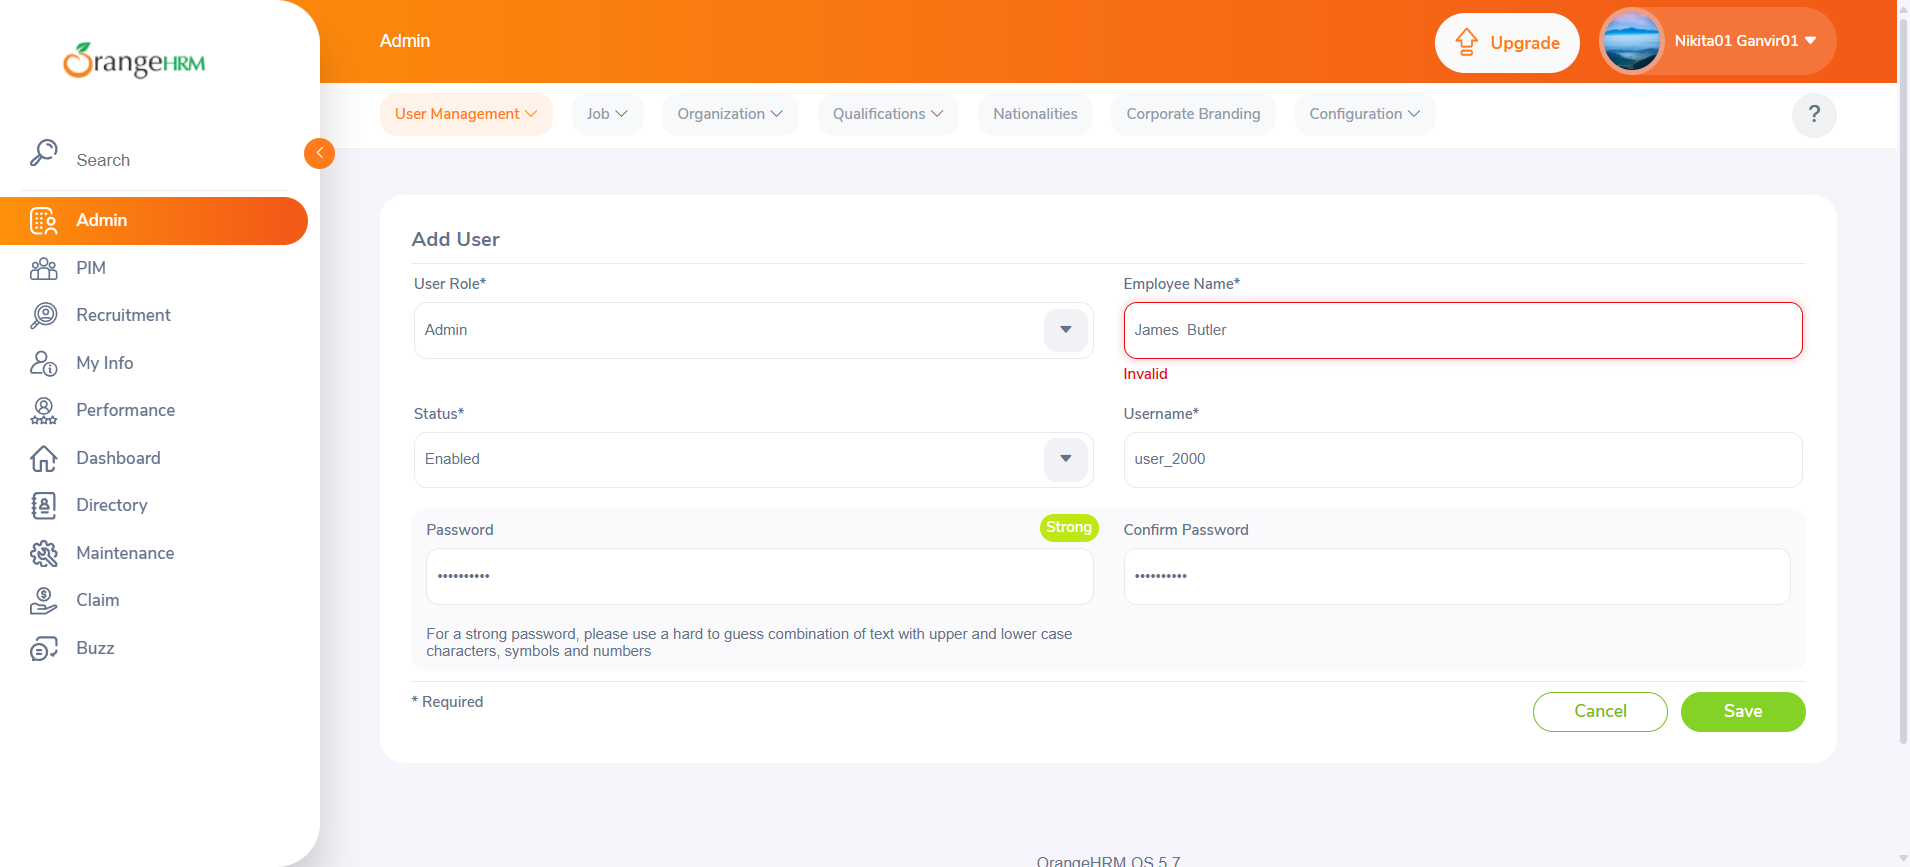 OrangeHRM
Search
Admin
PIM
Recruitment
My Info
Performance
Dashboard
Directory
Maintenance
Claim
Buzz
Admin
Upgrade
Nikita01 Ganvir01
User Management
Job
Organization
Qualifications
Nationalities
Corporate Branding
Configuration
?
Add User
User Role*
Admin
Employee Name*
James  Butler
Invalid
Status*
Enabled
Username*
user_2000
Password
Strong
••••••••••
Confirm Password
••••••••••
For a strong password, please use a hard to guess combination of text with upper and lower case
characters, symbols and numbers
* Required
Cancel
Save
OrangeHRM OS 5.7